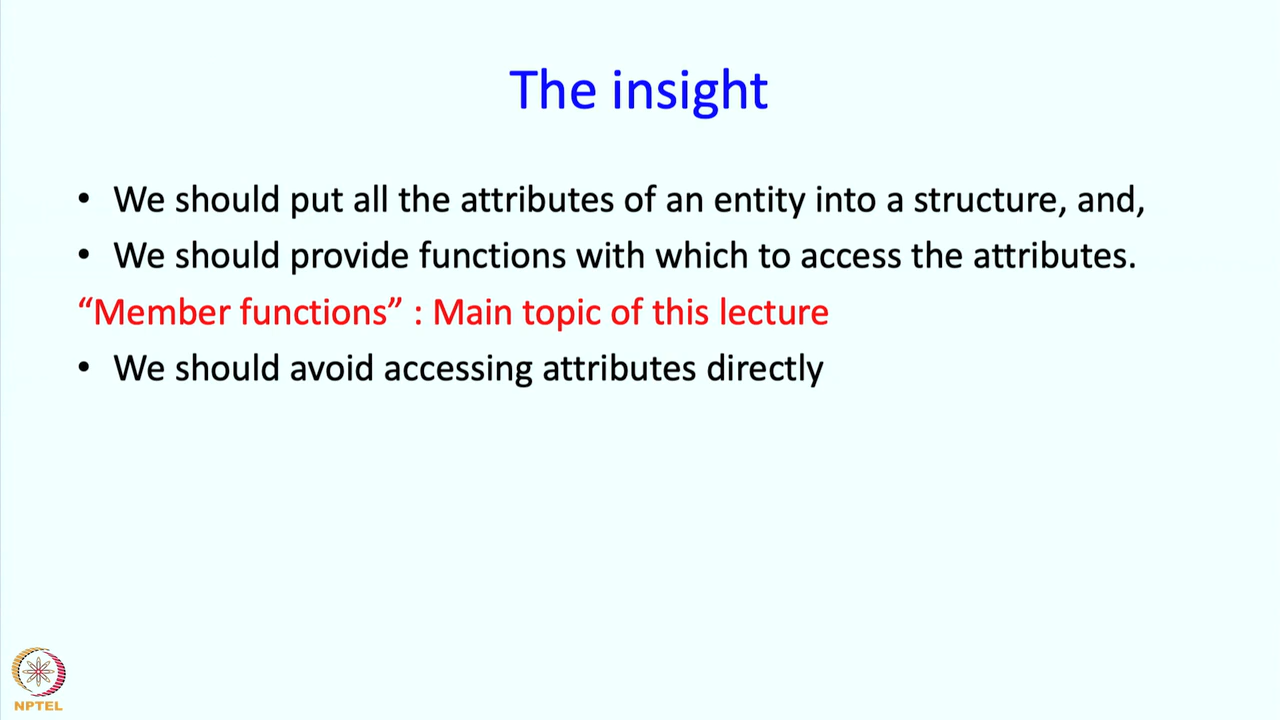 The insight
• We should put all the attributes of an entity into a structure, and,
• We should provide functions with which to access the attributes.
“Member functions” : Main topic of this lecture
• We should avoid accessing attributes directly
NPTEL